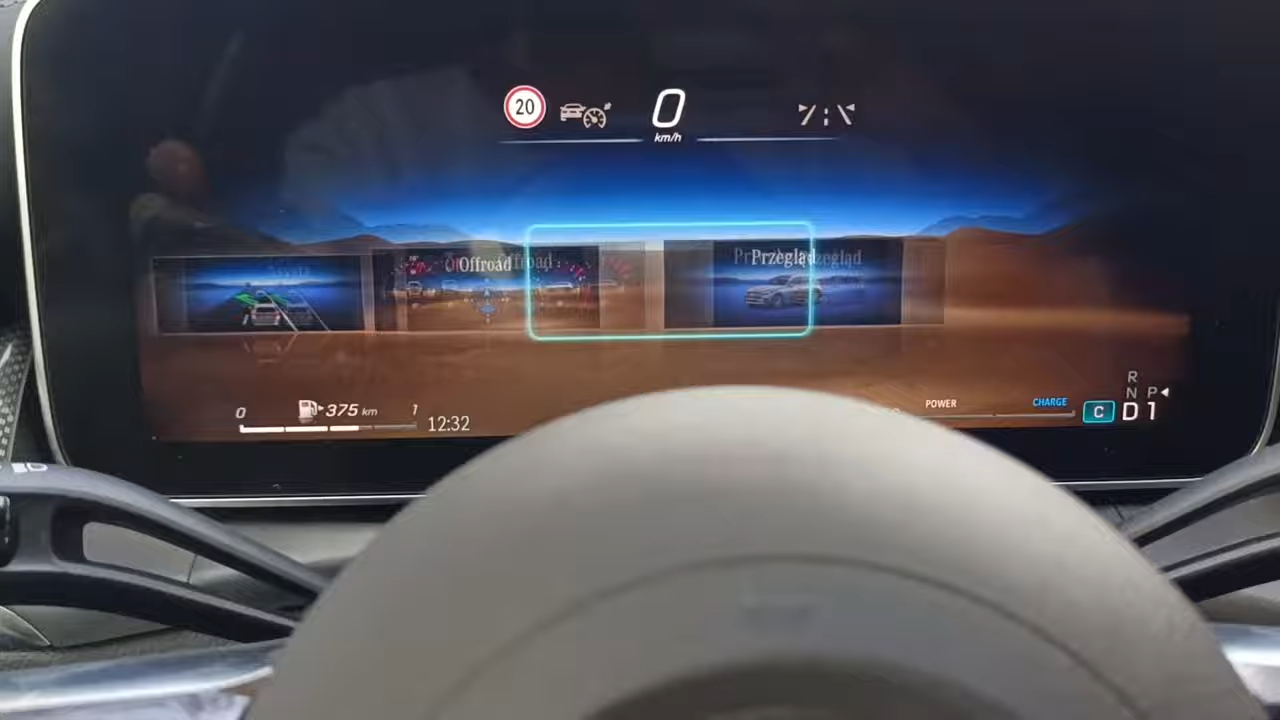 20
0
km/h
Offroad
Przegląd
R
N P
D1
C
POWER
CHARGE
0
375 km
1
12:32